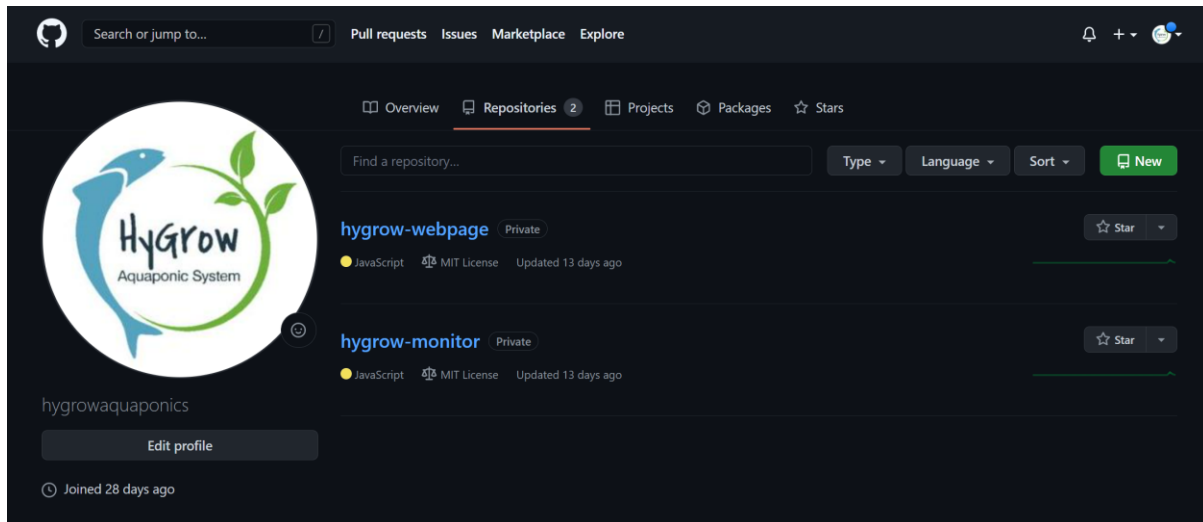 Search or jump to... / Pull requests Issues Marketplace Explore
Overview Repositories 2 Projects Packages Stars
Find a repository... Type Language Sort New
HyGrow
Aquaponic System
hygrow-webpage Private Star
JavaScript MIT License Updated 13 days ago
hygrow-monitor Private Star
JavaScript MIT License Updated 13 days ago
hygrowaquaponics
Edit profile
Joined 28 days ago